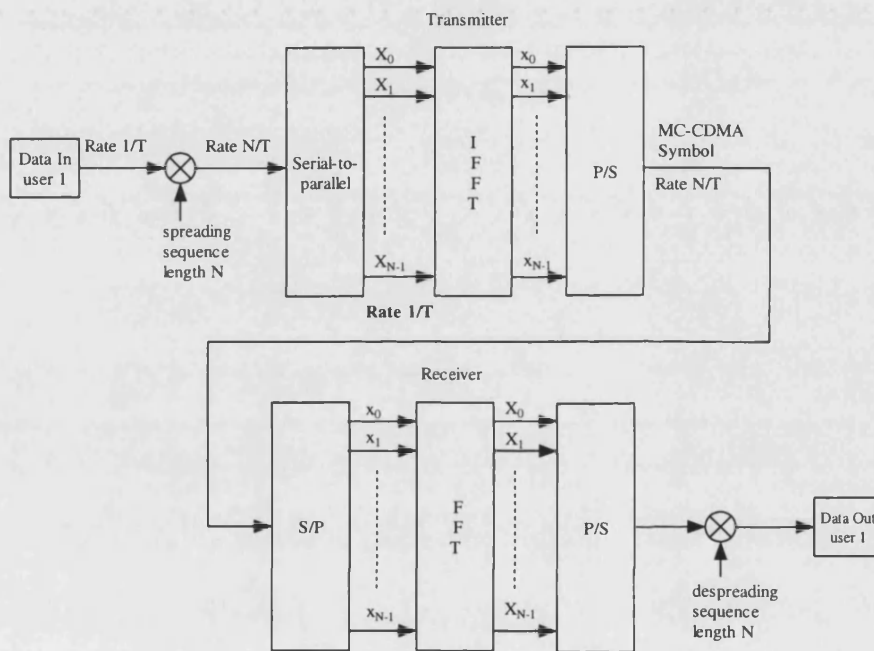 Transmitter
X0
X1
XN-1
x0
x1
xN-1
Data In
user 1
Rate 1/T
Rate N/T
spreading
sequence
length N
Serial-to-
parallel
I
F
F
T
P/S
MC-CDMA
Symbol
Rate N/T
Rate 1/T
Receiver
x0
x1
xN-1
X0
X1
XN-1
S/P
F
F
T
P/S
Data Out
user 1
despreading
sequence
length N